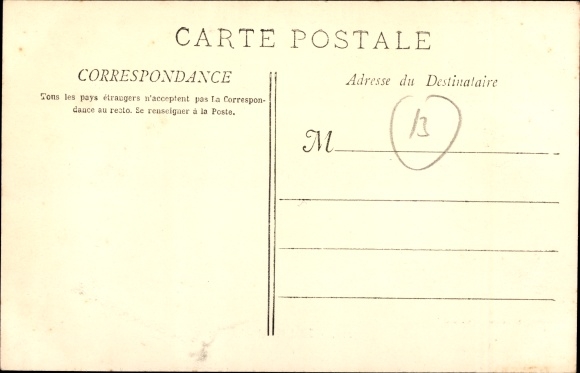 CARTE POSTALE
CORRESPONDANCE
Tous les pays étrangers n'acceptent pas La Correspon-
dance au recto. Se renseigner à la Poste.
Adresse du Destinataire
M
13